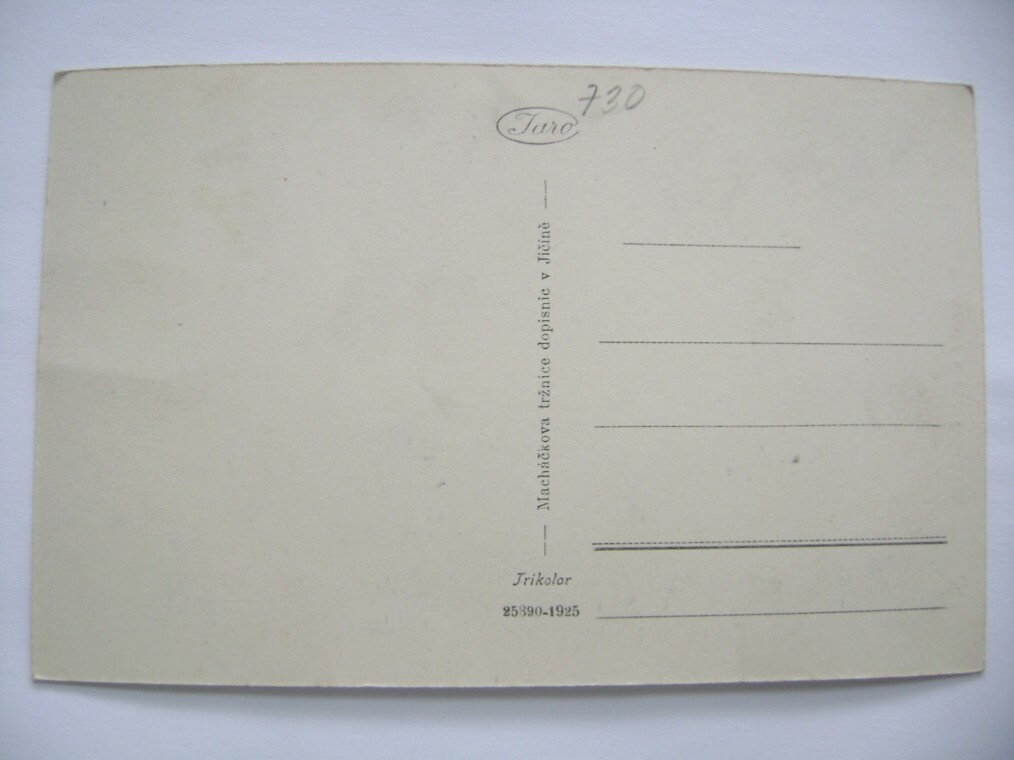 730
Taro
Macháčkova tržnice dopisnic v Jičíně
Trikolor
25890-1925